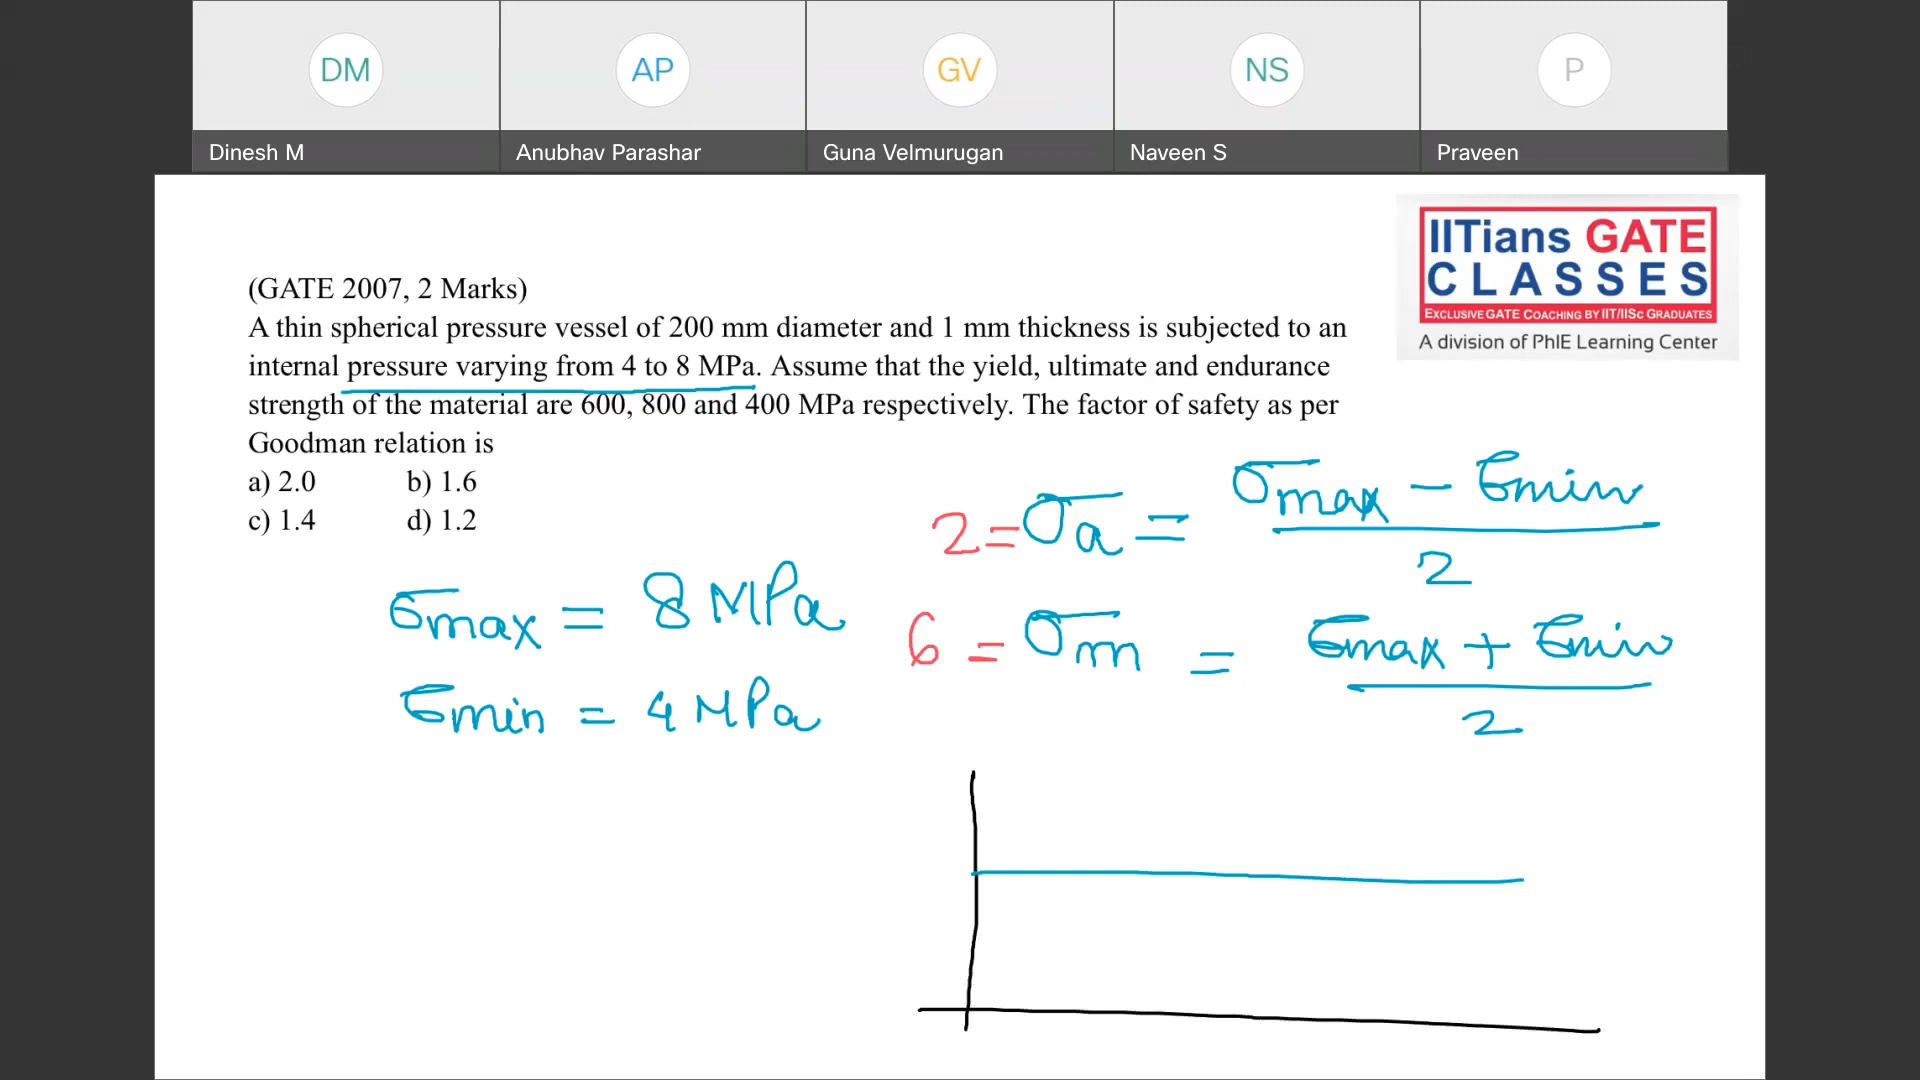 DM
AP
GV
NS
P
Dinesh M
Anubhav Parashar
Guna Velmurugan
Naveen S
Praveen
IITians GATE
CLASSES
EXCLUSIVE GATE COACHING BY IIT/IISc GRADUATES
A division of PhIE Learning Center
(GATE 2007, 2 Marks)
A thin spherical pressure vessel of 200 mm diameter and 1 mm thickness is subjected to an
internal pressure varying from 4 to 8 MPa. Assume that the yield, ultimate and endurance
strength of the material are 600, 800 and 400 MPa respectively. The factor of safety as per
Goodman relation is
a) 2.0 b) 1.6
c) 1.4 d) 1.2
2 = σa = (σmax - σmin) / 2
σmax = 8 MPa
6 = σm = (σmax + σmin) / 2
σmin = 4 MPa